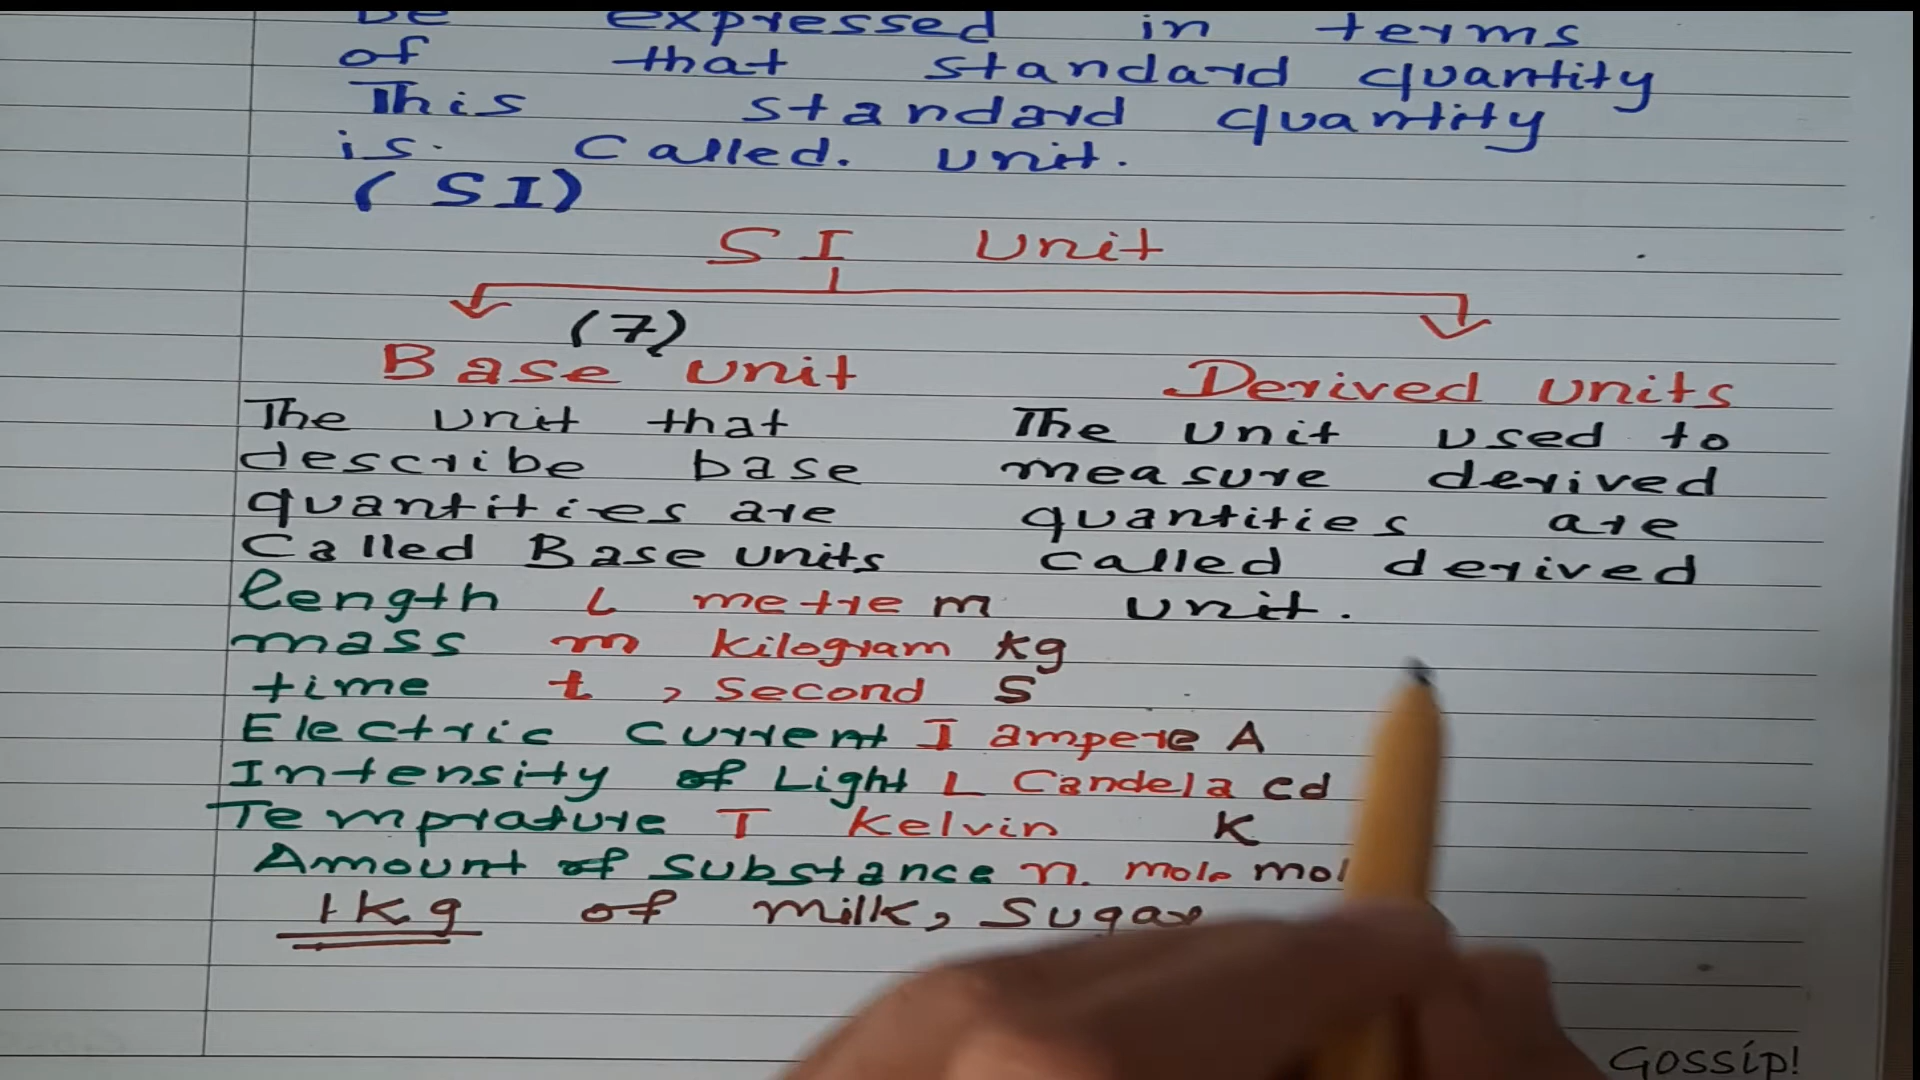 be expressed in terms
of that standard quantity
This standard quantity
is. Called. unit.
(SI)
SI Unit
(7)
Base unit
The unit that
describe base
quantities are
Called Base units
Derived units
The unit used to
measure derived
quantities are
called derived
unit.
length L metre m
mass m kilogram kg
time t, second s
Electric current I ampere A
Intensity of Light L Candela cd
Temprature T Kelvin K
Amount of substance n. mole mol
1kg of milk, sugar
Gossip!